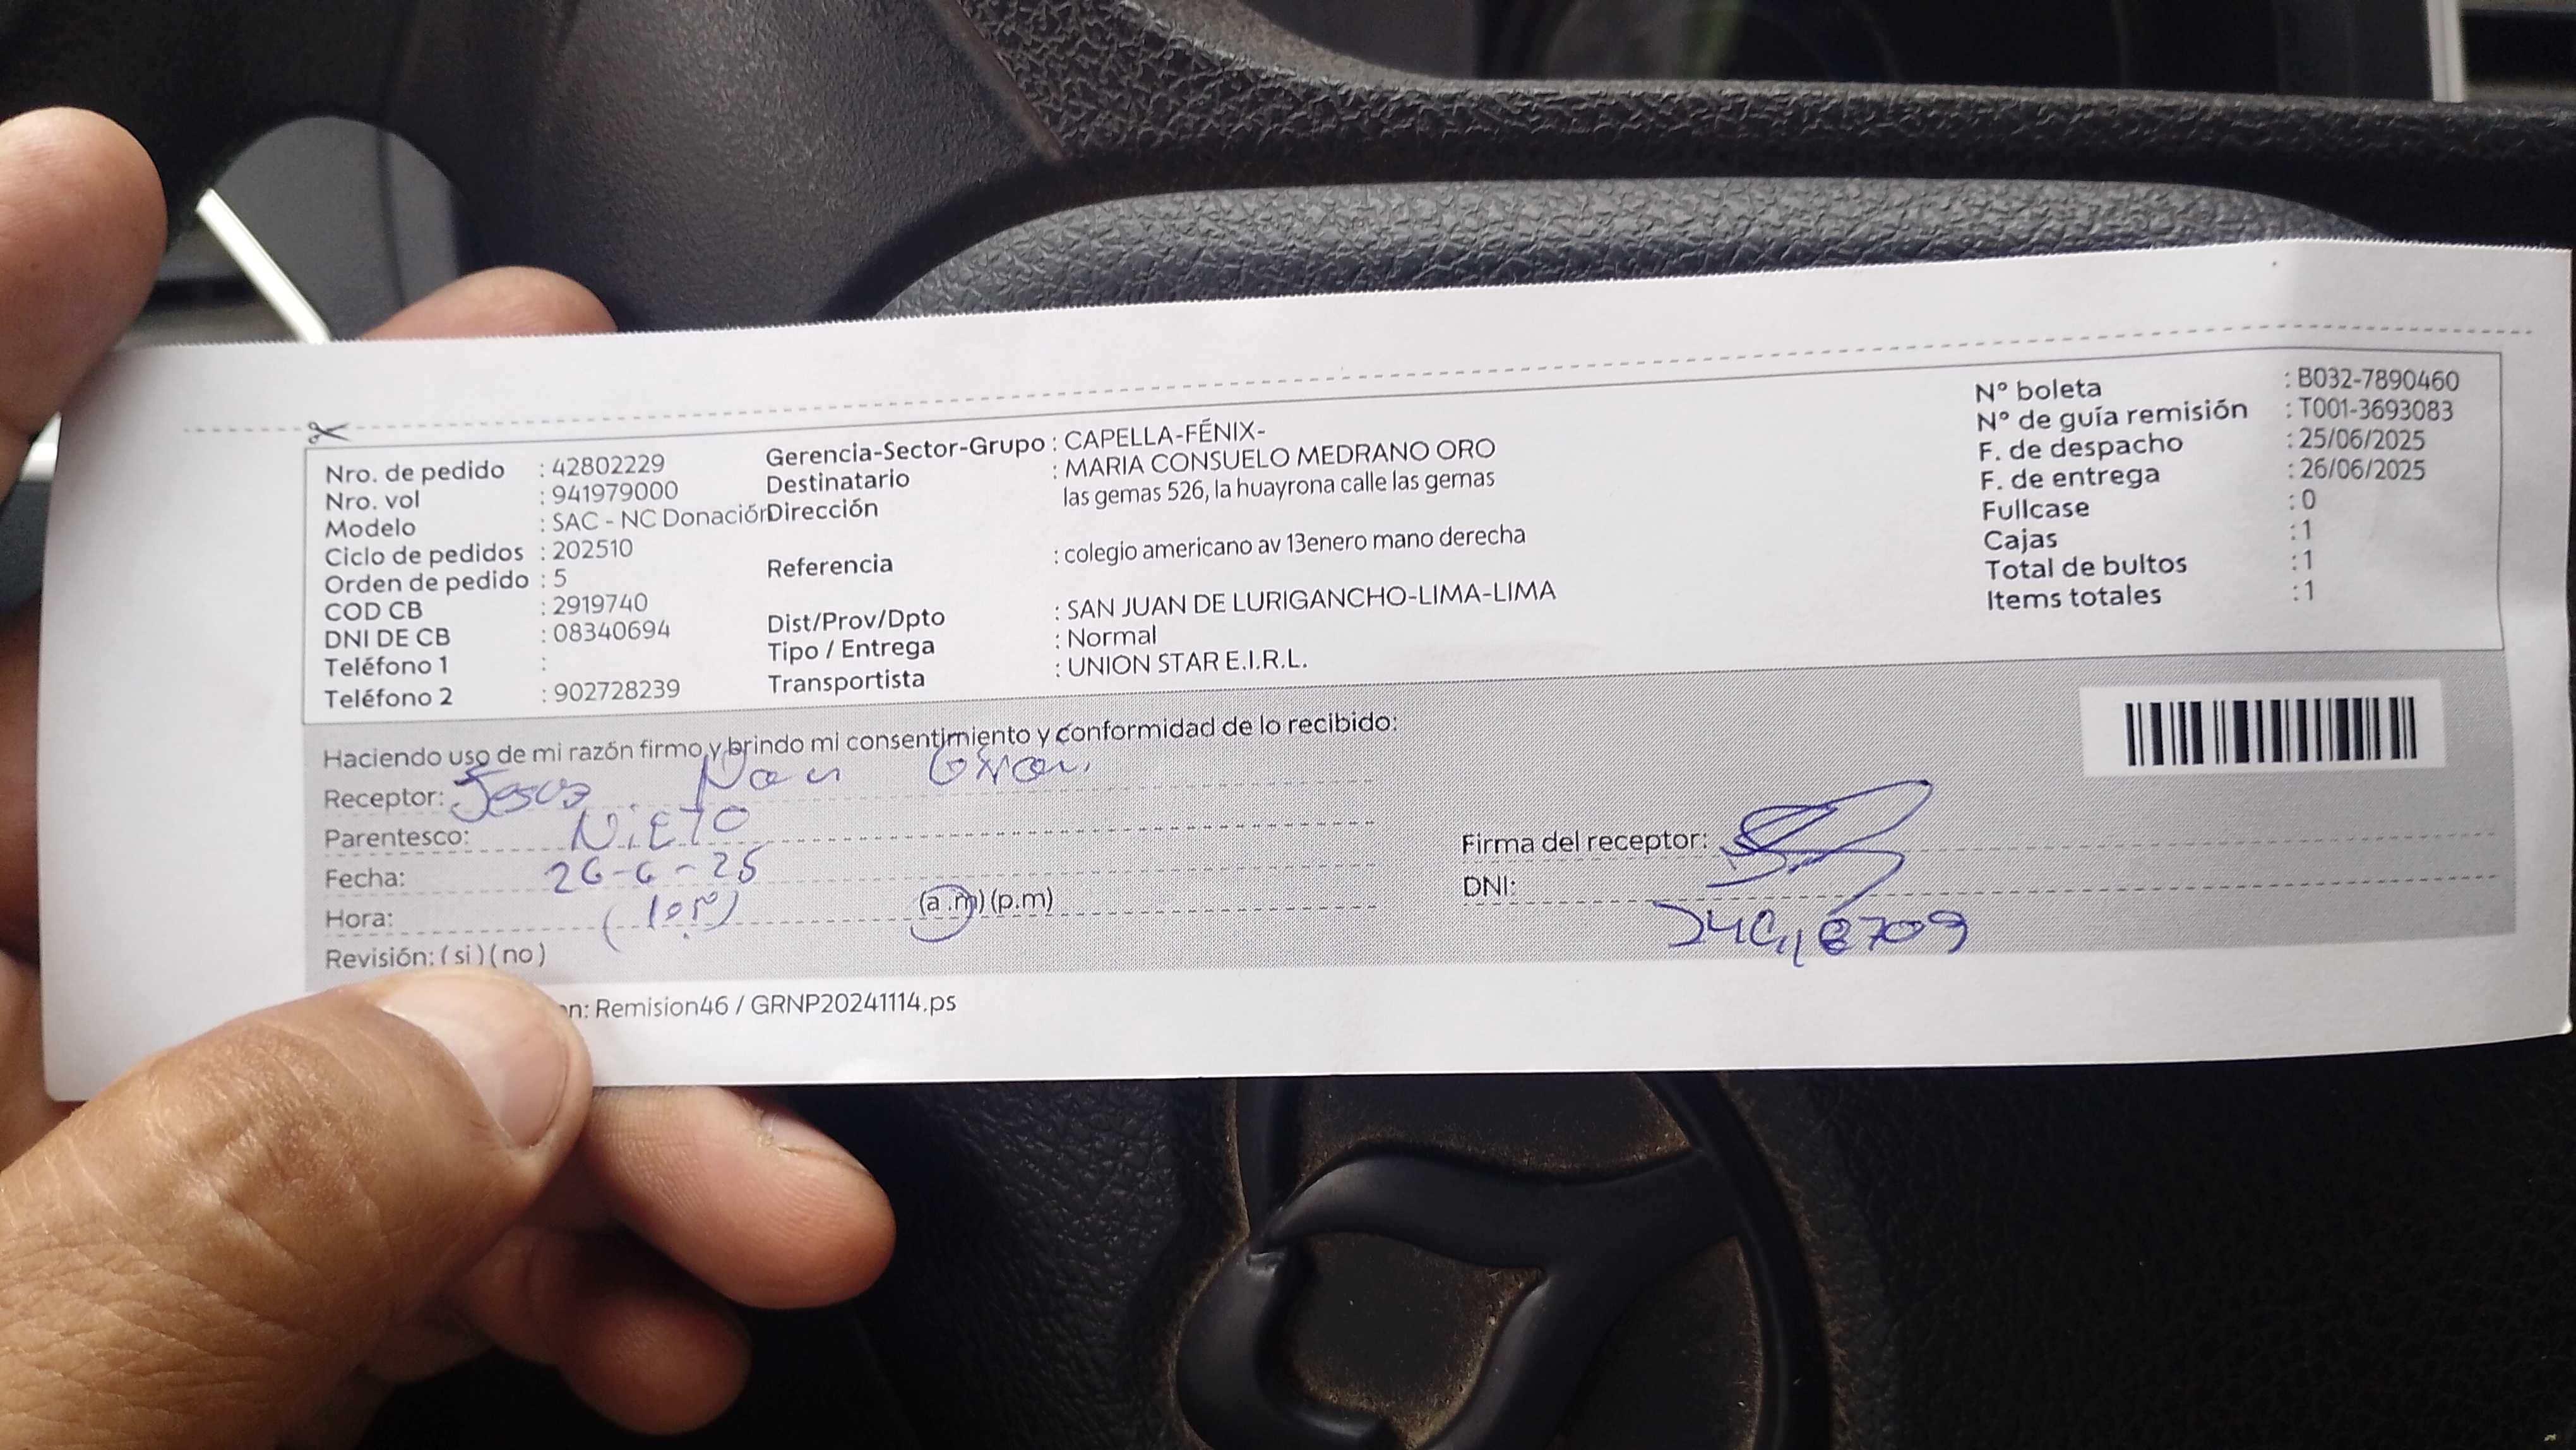 Nro. de pedido : 42802229
Nro. vol : 941979000
Modelo : SAC - NC Donación
Ciclo de pedidos : 202510
Orden de pedido : 5
COD CB : 2919740
DNI DE CB : 08340694
Teléfono 1 :
Teléfono 2 : 902728239
Gerencia-Sector-Grupo : CAPELLA-FÉNIX-
Destinatario : MARIA CONSUELO MEDRANO ORO
Dirección las gemas 526, la huayrona calle las gemas
Referencia : colegio americano av 13enero mano derecha
Dist/Prov/Dpto : SAN JUAN DE LURIGANCHO-LIMA-LIMA
Tipo / Entrega : Normal
Transportista : UNION STAR E.I.R.L.
N° boleta : B032-7890460
N° de guía remisión : T001-3693083
F. de despacho : 25/06/2025
F. de entrega : 26/06/2025
Fullcase : 0
Cajas : 1
Total de bultos : 1
Items totales : 1
Haciendo uso de mi razón firmo y brindo mi consentimiento y conformidad de lo recibido:
Receptor: Jesus
Parentesco: NiETO
Fecha: 26-6-25
Hora: (a.m) (p.m)
Revisión: ( si ) ( no )
Firma del receptor:
DNI:
Remision46 / GRNP20241114.ps